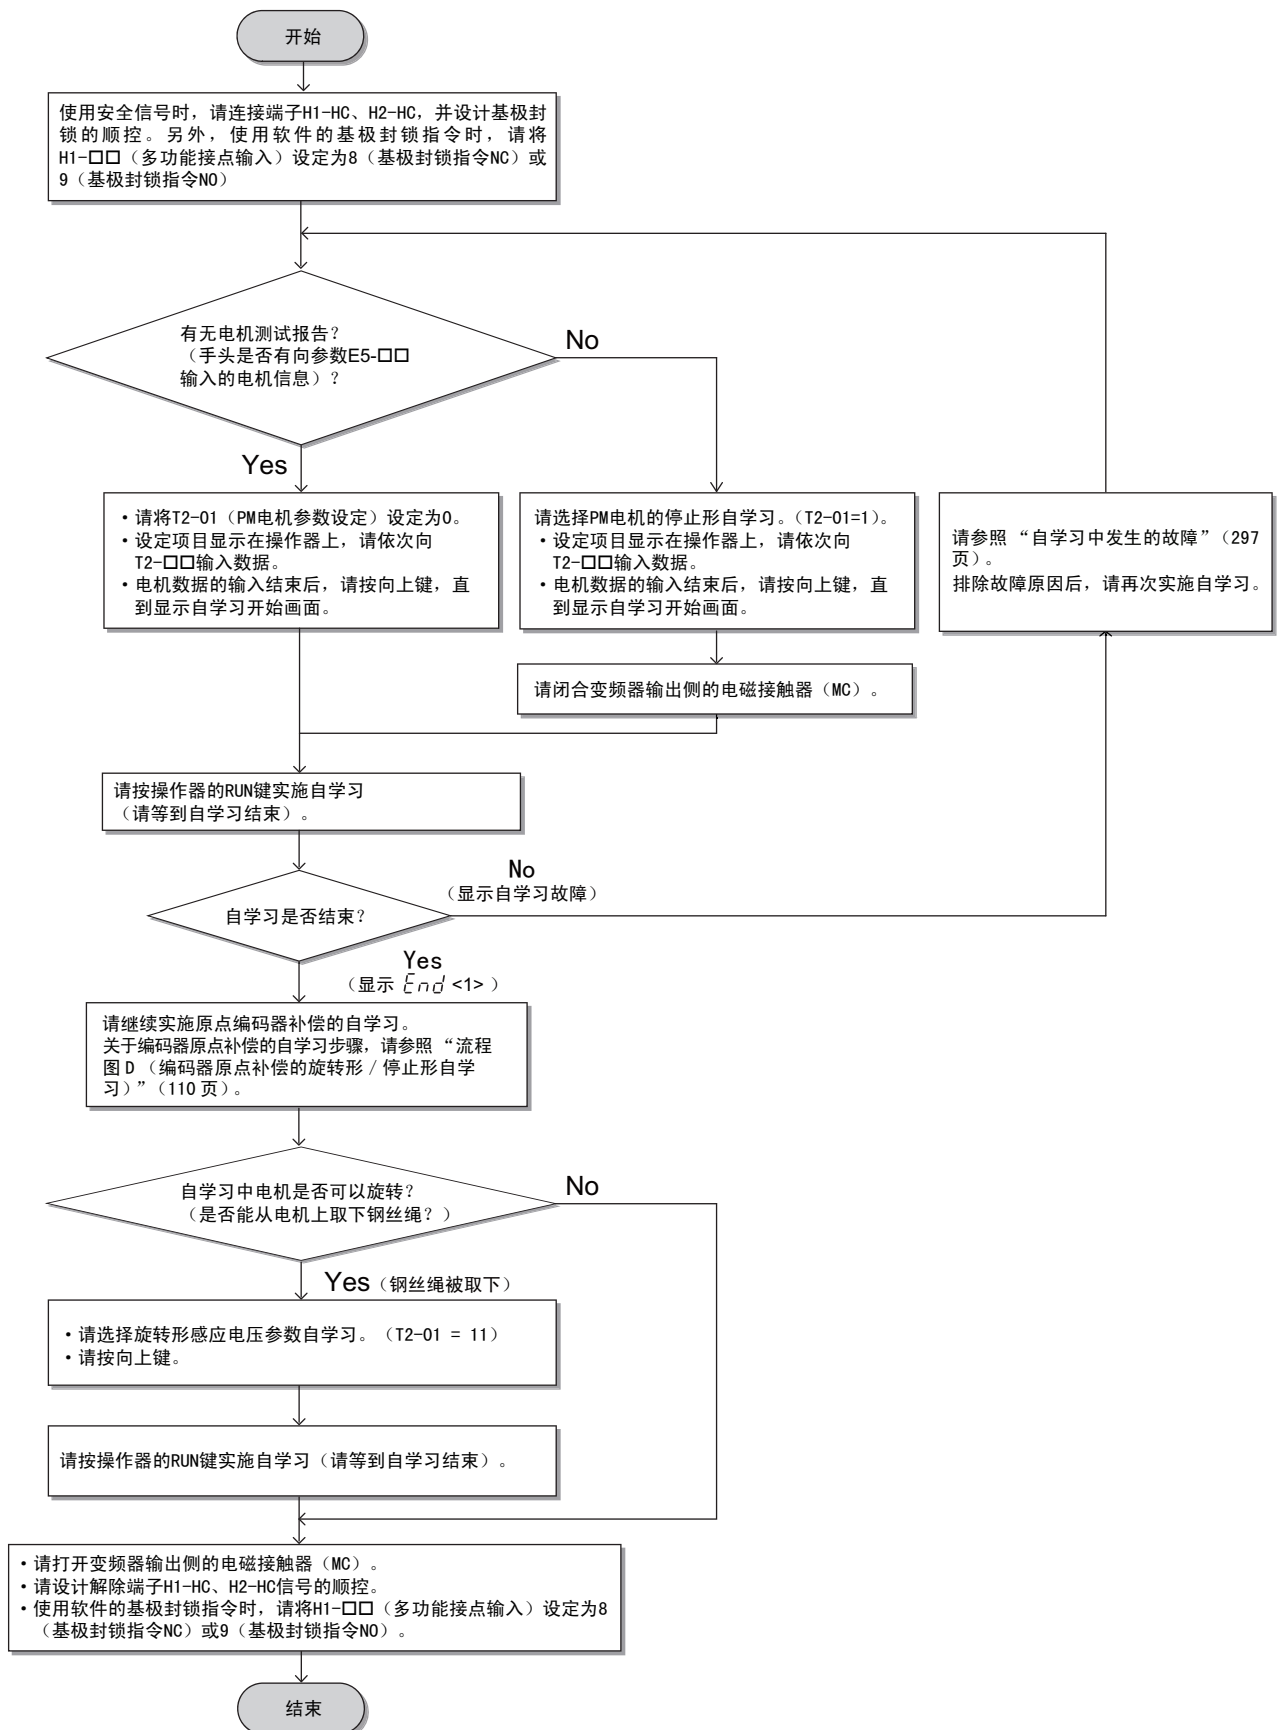 开始
使用安全信号时，请连接端子H1-HC、H2-HC，并设计基极封
锁的顺控。另外，使用软件的基极封锁指令时，请将
H1-□□（多功能接点输入）设定为8（基极封锁指令NC）或
9（基极封锁指令NO）
有无电机测试报告？
（手头是否有向参数E5-□□
输入的电机信息）？
No
Yes
・请将T2-01（PM电机参数设定）设定为0。
・设定项目显示在操作器上，请依次向
T2-□□输入数据。
・电机数据的输入结束后，请按向上键，直
到显示自学习开始画面。
请选择PM电机的停止形自学习。（T2-01=1）。
・设定项目显示在操作器上，请依次向
T2-□□输入数据。
・电机数据的输入结束后，请按向上键，直
到显示自学习开始画面。
请参照 “自学习中发生的故障”（297
页）。
排除故障原因后，请再次实施自学习。
请闭合变频器输出侧的电磁接触器（MC）。
请按操作器的RUN键实施自学习
（请等到自学习结束）。
No
（显示自学习故障）
自学习是否结束？
Yes
（显示 End <1> ）
请继续实施原点编码器补偿的自学习。
关于编码器原点补偿的自学习步骤，请参照 “流程
图 D （编码器原点补偿的旋转形 / 停止形自学
习）”（110 页）。
自学习中电机是否可以旋转？
（是否能从电机上取下钢丝绳？）
No
Yes（钢丝绳被取下）
・请选择旋转形感应电压参数自学习。（T2-01 = 11）
・请按向上键。
请按操作器的RUN键实施自学习（请等到自学习结束）。
・请打开变频器输出侧的电磁接触器（MC）。
・请设计解除端子H1-HC、H2-HC信号的顺控。
・使用软件的基极封锁指令时，请将H1-□□（多功能接点输入）设定为8
（基极封锁指令NC）或9（基极封锁指令NO）。
结束